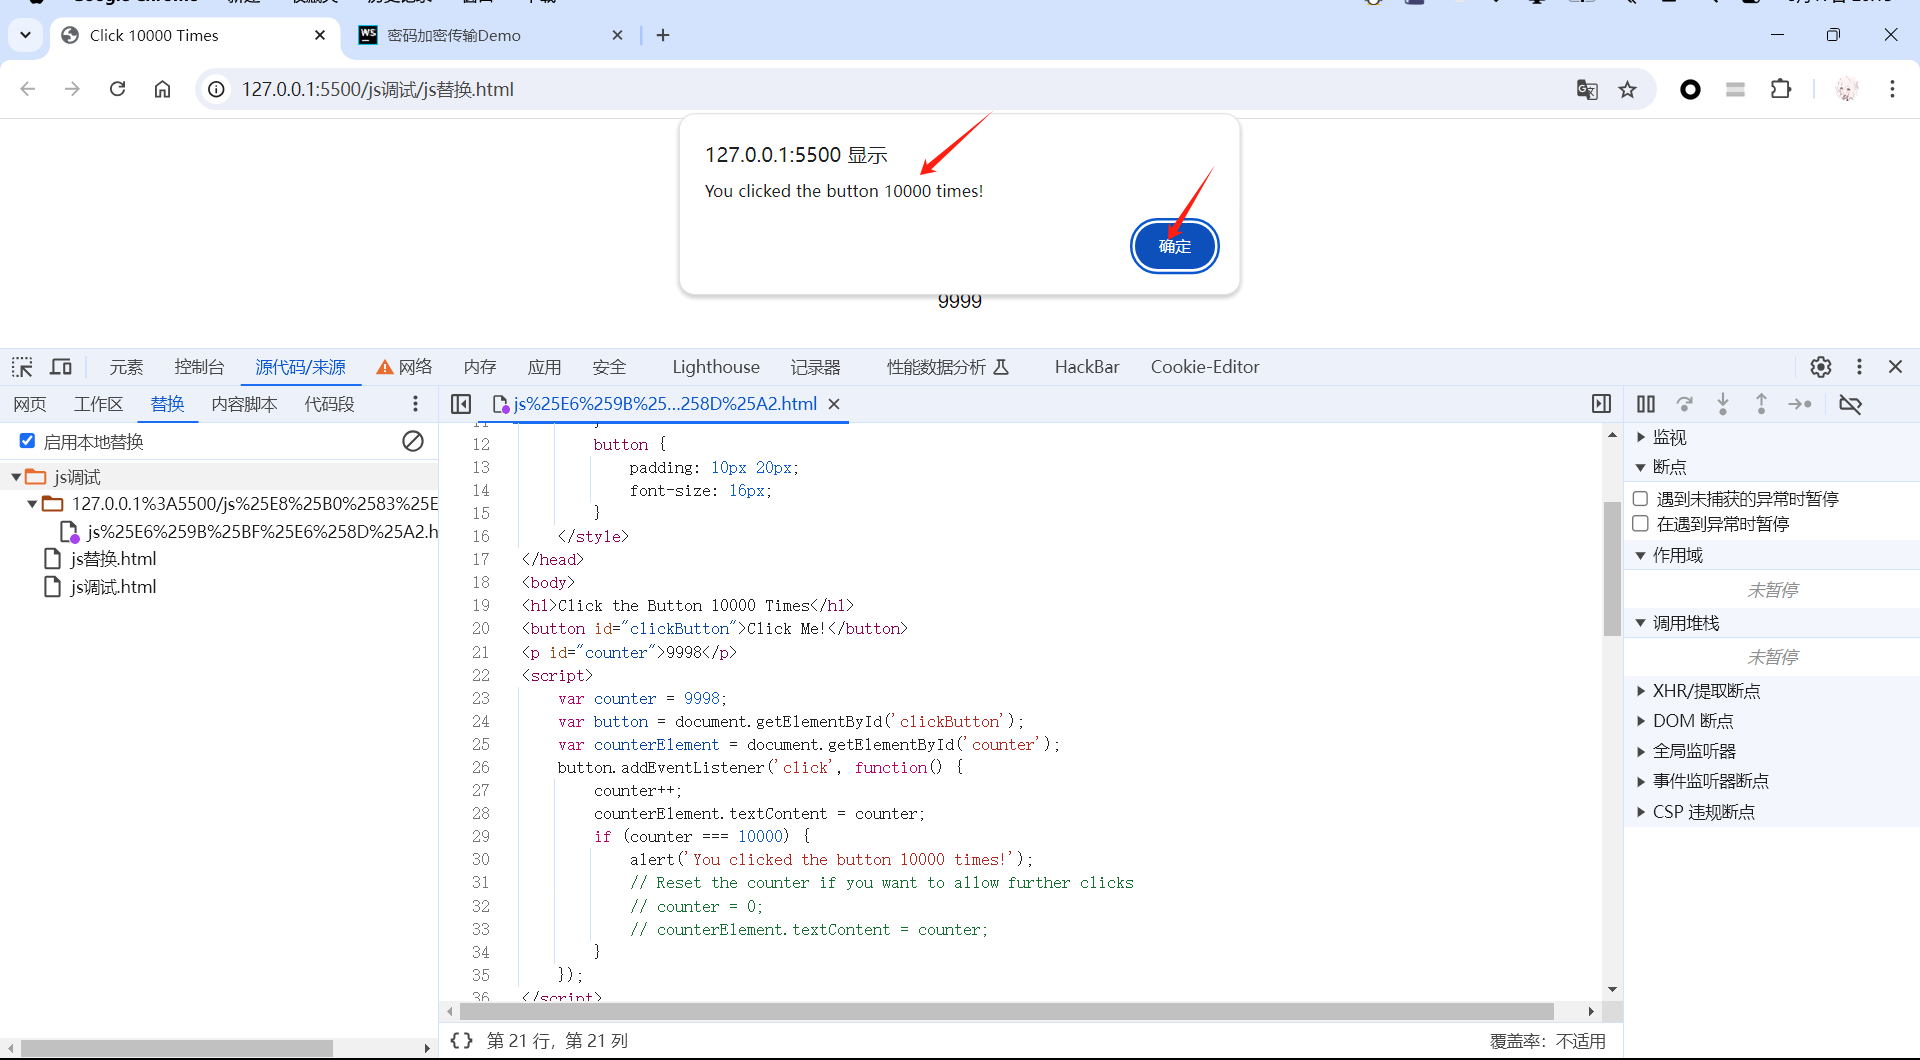 Click 10000 Times
WS
密码加密传输Demo
127.0.0.1:5500/js调试/js替换.html
127.0.0.1:5500 显示
You clicked the button 10000 times!
确定
9999
元素 控制台 源代码/来源 网络 内存 应用 安全 Lighthouse 记录器 性能数据分析 HackBar Cookie-Editor
网页 工作区 替换 内容脚本 代码段
js%25E6%259B%25...258D%25A2.html
启用本地替换
js调试
127.0.0.1%3A5500/js%25E8%25B0%2583%25E
js%25E6%259B%25BF%25E6%258D%25A2.h
js替换.html
js调试.html
11 }
12 button {
13 padding: 10px 20px;
14 font-size: 16px;
15 }
16 </style>
17 </head>
18 <body>
19 <h1>Click the Button 10000 Times</h1>
20 <button id="clickButton">Click Me!</button>
21 <p id="counter">9998</p>
22 <script>
23 var counter = 9998;
24 var button = document.getElementById('clickButton');
25 var counterElement = document.getElementById('counter');
26 button.addEventListener('click', function() {
27 counter++;
28 counterElement.textContent = counter;
29 if (counter === 10000) {
30 alert('You clicked the button 10000 times!');
31 // Reset the counter if you want to allow further clicks
32 // counter = 0;
33 // counterElement.textContent = counter;
34 }
35 });
36 </script>
{} 第 21 行，第 21 列
覆盖率：不适用
监视
断点
遇到未捕获的异常时暂停
在遇到异常时暂停
作用域
未暂停
调用堆栈
未暂停
XHR/提取断点
DOM 断点
全局监听器
事件监听器断点
CSP 违规断点